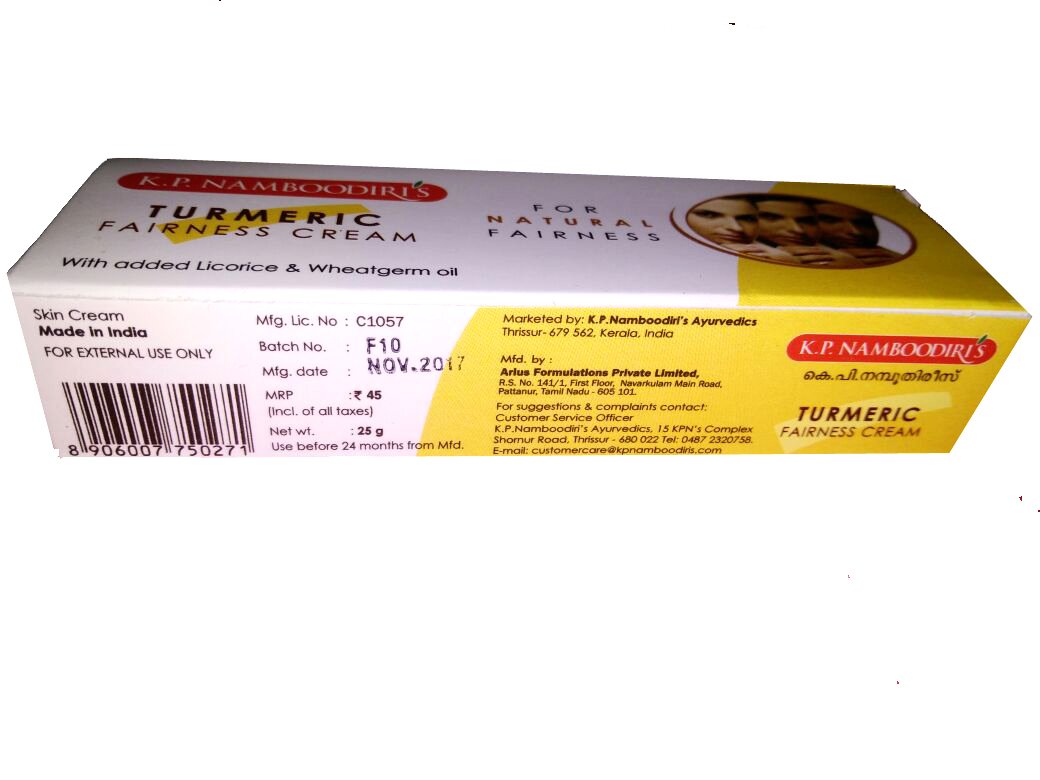 K.P. NAMBOODIRI'S
TURMERIC
FAIRNESS CREAM
With added Licorice & Wheatgerm oil
FOR
NATURAL
FAIRNESS
Skin Cream
Made in India
FOR EXTERNAL USE ONLY
8 906007 750271
Mfg. Lic. No : C1057
Batch No. : F10
Mfg. date : NOV.2017
MRP : ₹ 45
(Incl. of all taxes)
Net wt. : 25 g
Use before 24 months from Mfd.
Marketed by: K.P.Namboodiri's Ayurvedics
Thrissur- 679 562, Kerala, India
Mfd. by :
Arius Formulations Private Limited,
R.S. No. 141/1, First Floor, Navarkulam Main Road,
Pattanur, Tamil Nadu - 605 101.
For suggestions & complaints contact:
Customer Service Officer
K.P.Namboodiri's Ayurvedics, 15 KPN's Complex
Shornur Road, Thrissur - 680 022 Tel: 0487 2320758.
E-mail: customercare@kpnamboodiris.com
K.P. NAMBOODIRI'S
കെ.പി.നമ്പൂതിരീസ്
TURMERIC
FAIRNESS CREAM